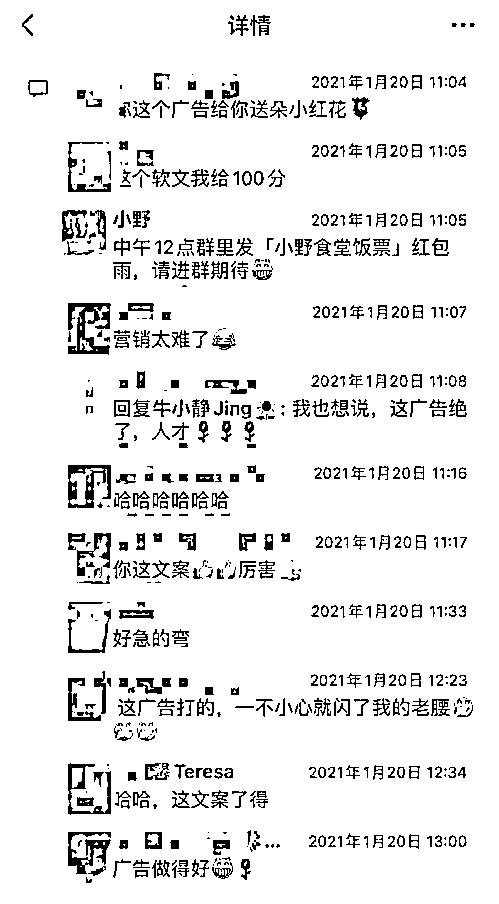 详情
2021年1月20日 11:04
这个广告给你送朵小红花🌹
2021年1月20日 11:05
这个软文我给100分
小野
2021年1月20日 11:05
中午12点群里发「小野食堂饭票」红包
雨，请进群期待😁
2021年1月20日 11:07
营销太难了😂
2021年1月20日 11:08
回复牛小静Jing : 我也想说，这广告绝
了，人才🌹🌹🌹
2021年1月20日 11:16
哈哈哈哈哈哈
2021年1月20日 11:17
你这文案👍👍厉害
2021年1月20日 11:33
好急的弯
2021年1月20日 12:23
这广告打的，一不小心就闪了我的老腰
Teresa
2021年1月20日 12:34
哈哈，这文案了得
2021年1月20日 13:00
广告做得好😁🌹